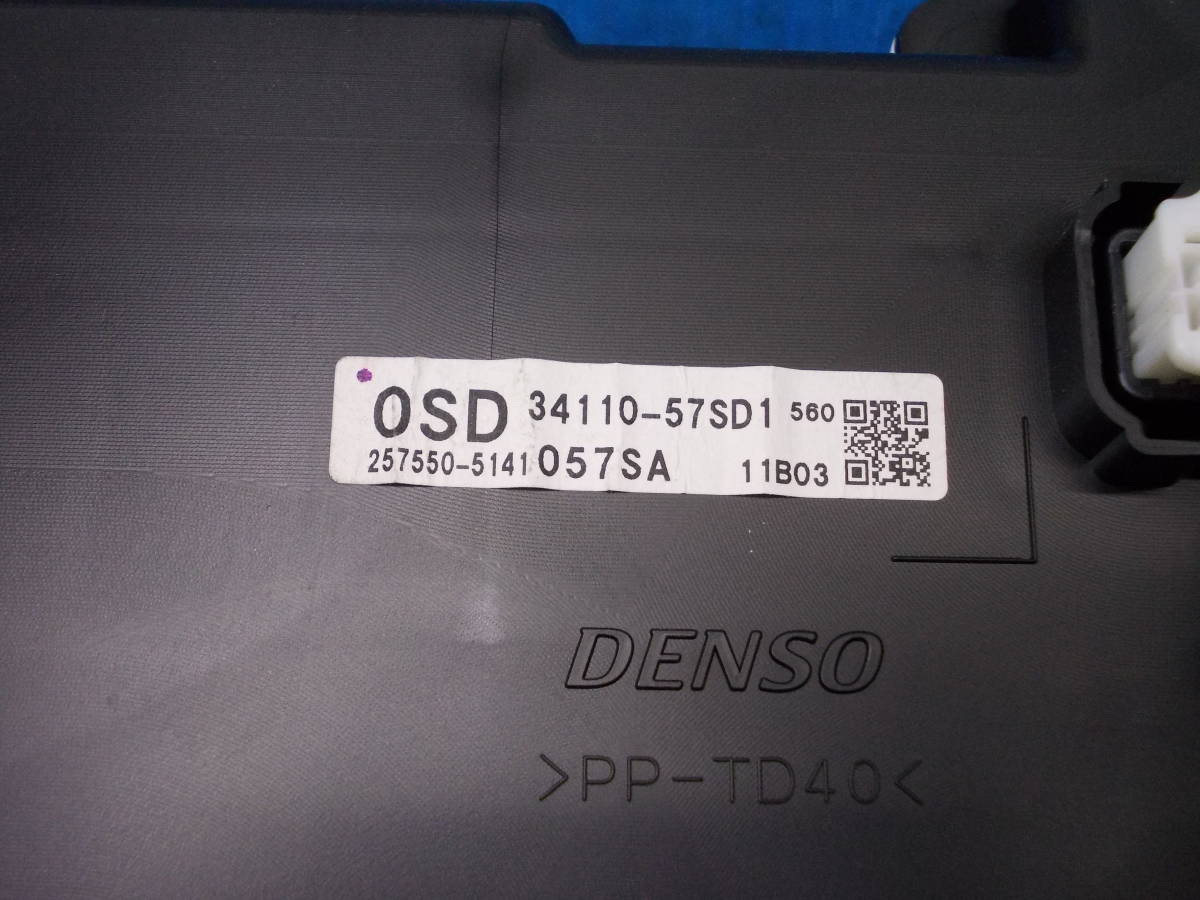 0SD 34110-57SD1 560
257550-5141 057SA 11B03
DENSO
>PP-TD40<